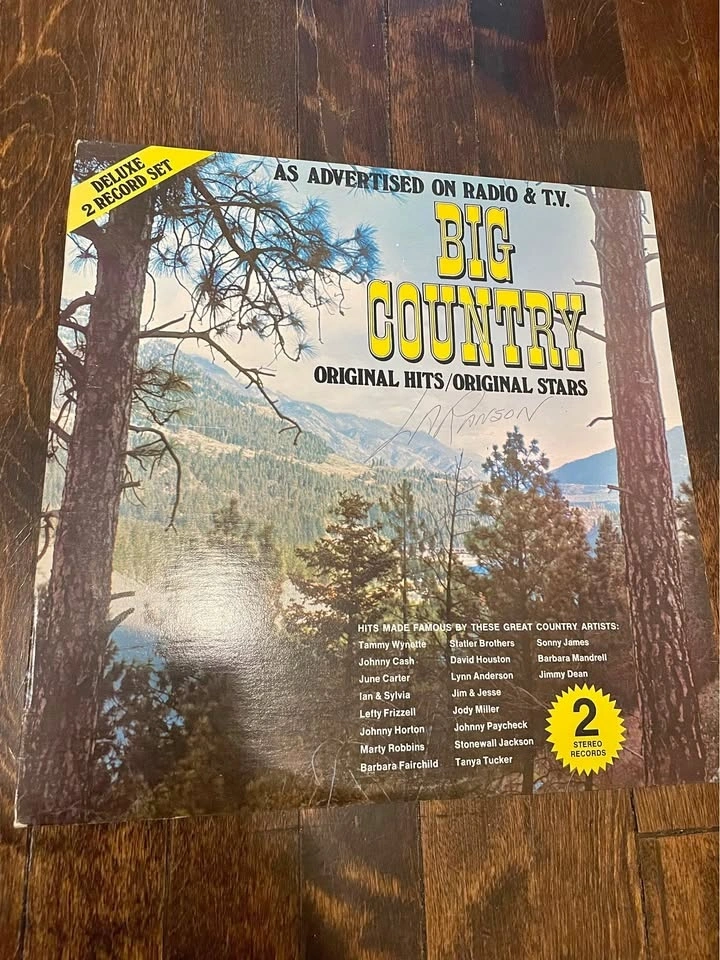 DELUXE
2 RECORD SET
AS ADVERTISED ON RADIO & T.V.
BIG
COUNTRY
ORIGINAL HITS/ORIGINAL STARS
RANSON
HITS MADE FAMOUS BY THESE GREAT COUNTRY ARTISTS:
Tammy Wynette
Johnny Cash
June Carter
Ian & Sylvia
Lefty Frizzell
Johnny Horton
Marty Robbins
Barbara Fairchild
Statler Brothers
David Houston
Lynn Anderson
Jim & Jesse
Jody Miller
Johnny Paycheck
Stonewall Jackson
Tanya Tucker
Sonny James
Barbara Mandrell
Jimmy Dean
2
STEREO
RECORDS